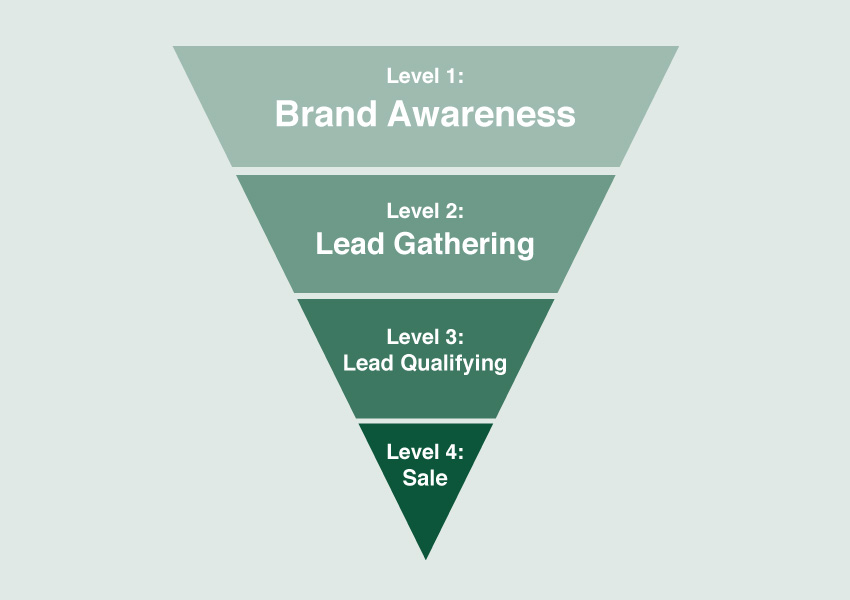 Level 1:
Brand Awareness
Level 2:
Lead Gathering
Level 3:
Lead Qualifying
Level 4:
Sale